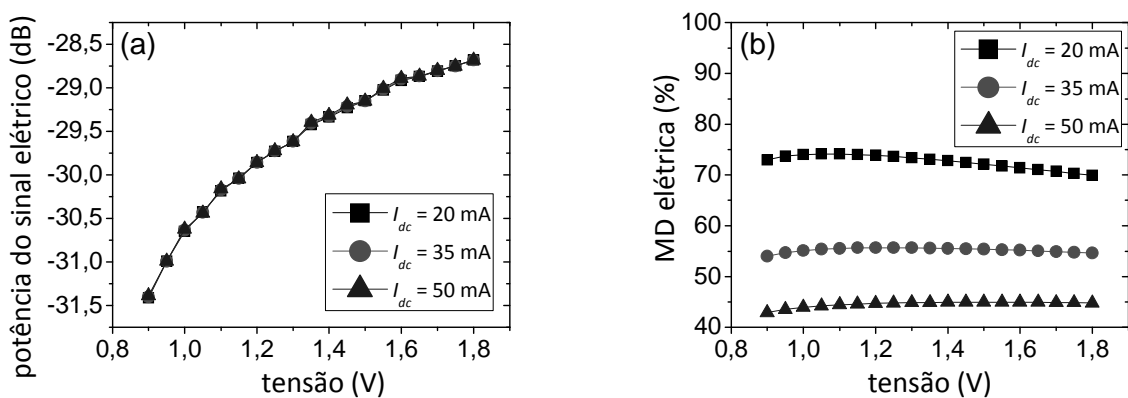 (a)
potência do sinal elétrico (dB)
-28,5
-29,0
-29,5
-30,0
-30,5
-31,0
-31,5
I_dc = 20 mA
I_dc = 35 mA
I_dc = 50 mA
0,8 1,0 1,2 1,4 1,6 1,8
tensão (V)
(b)
MD elétrica (%)
100
90
80
70
60
50
40
I_dc = 20 mA
I_dc = 35 mA
I_dc = 50 mA
0,8 1,0 1,2 1,4 1,6 1,8
tensão (V)